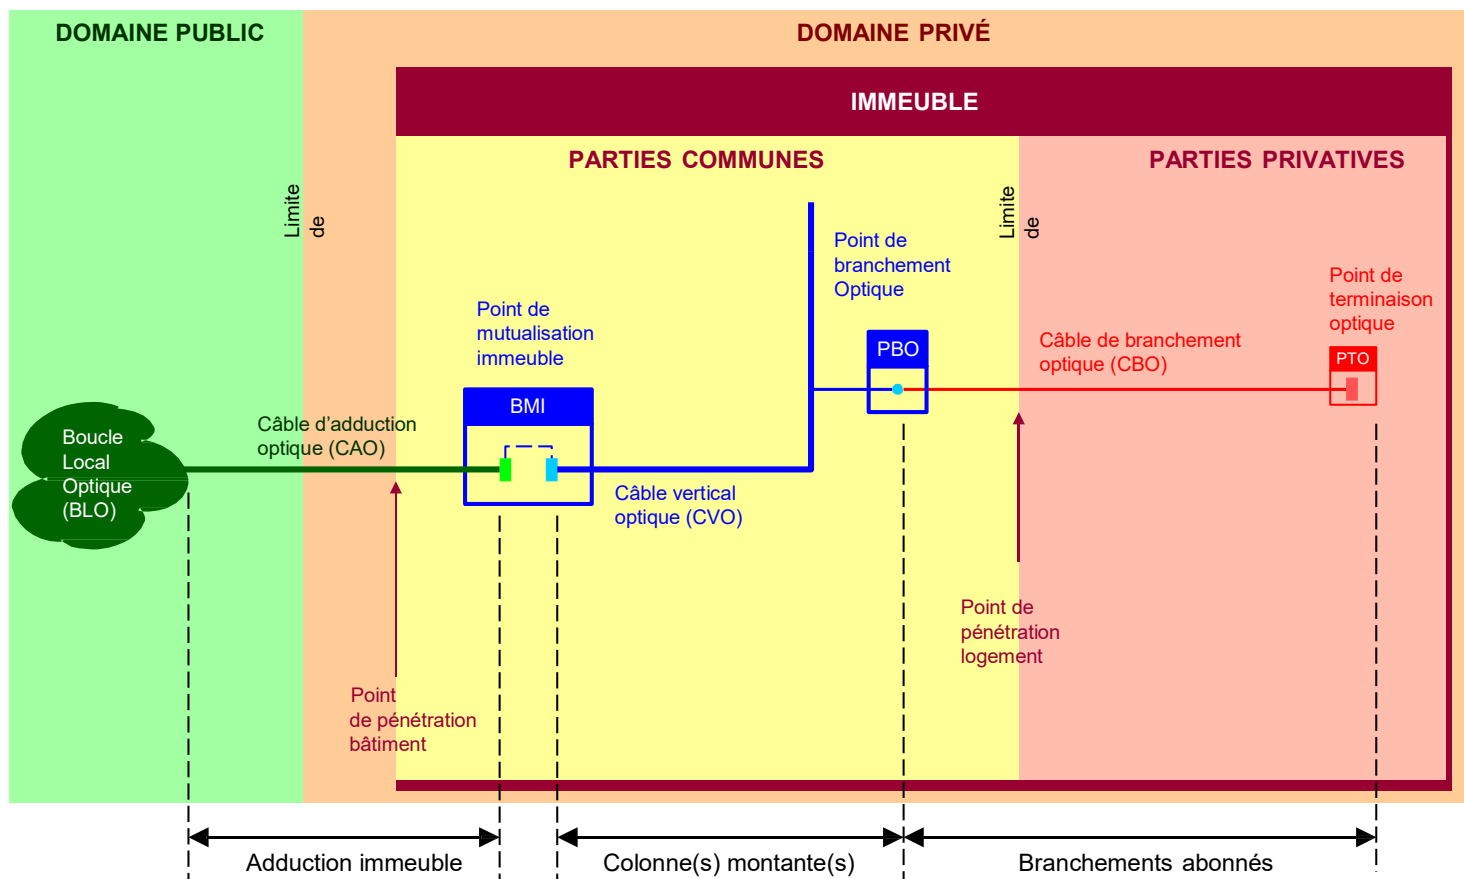 DOMAINE PUBLIC
DOMAINE PRIVÉ
IMMEUBLE
PARTIES COMMUNES
PARTIES PRIVATIVES
Limite
de
Limite
de
Point de
branchement
Optique
Point de
terminaison
optique
Point de
mutualisation
immeuble
PBO
Câble de branchement
optique (CBO)
PTO
BMI
Câble d'adduction
optique (CAO)
Boucle
Local
Optique
(BLO)
Câble vertical
optique (CVO)
Point de
pénétration
logement
Point
de pénétration
bâtiment
Adduction immeuble
Colonne(s) montante(s)
Branchements abonnés